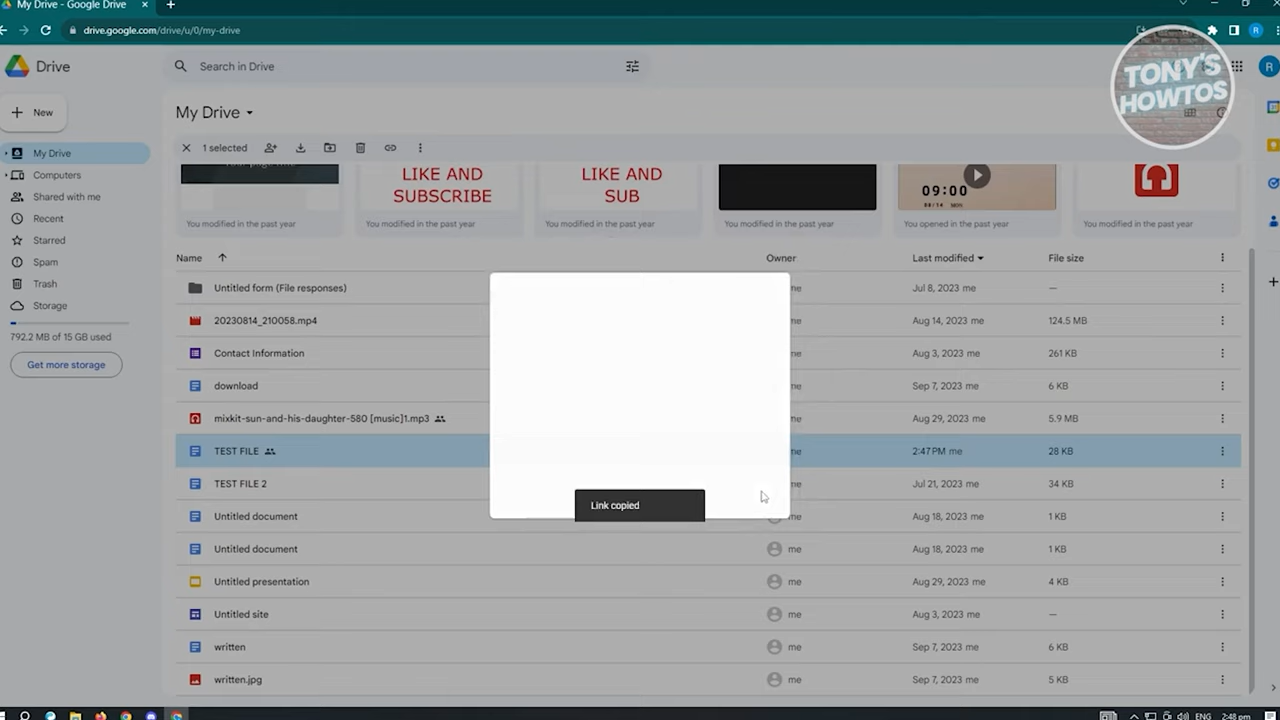 My Drive - Google Drive
drive.google.com/drive/u/0/my-drive
R
Drive
Search in Drive
R
TONY'S
HOWTOS
New
My Drive
1 selected
My Drive
Computers
Shared with me
Recent
Starred
Spam
Trash
Storage
792.2 MB of 15 GB used
Get more storage
LIKE AND
SUBSCRIBE
LIKE AND
SUB
09:00
You modified in the past year
You modified in the past year
You modified in the past year
You modified in the past year
You opened in the past year
You modified in the past year
Name Owner Last modified File size
Untitled form (File responses) me Jul 8, 2023 me —
20230814_210058.mp4 me Aug 14, 2023 me 124.5 MB
Contact Information me Aug 3, 2023 me 261 KB
download me Sep 7, 2023 me 6 KB
mixkit-sun-and-his-daughter-580 [music]1.mp3 me Aug 29, 2023 me 5.9 MB
TEST FILE me 2:47 PM me 28 KB
TEST FILE 2 me Jul 21, 2023 me 34 KB
Link copied
Untitled document me Aug 18, 2023 me 1 KB
Untitled document me Aug 18, 2023 me 1 KB
Untitled presentation me Aug 29, 2023 me 4 KB
Untitled site me Aug 3, 2023 me —
written me Sep 7, 2023 me 6 KB
written.jpg me Sep 7, 2023 me 5 KB
ENG 2:48 pm